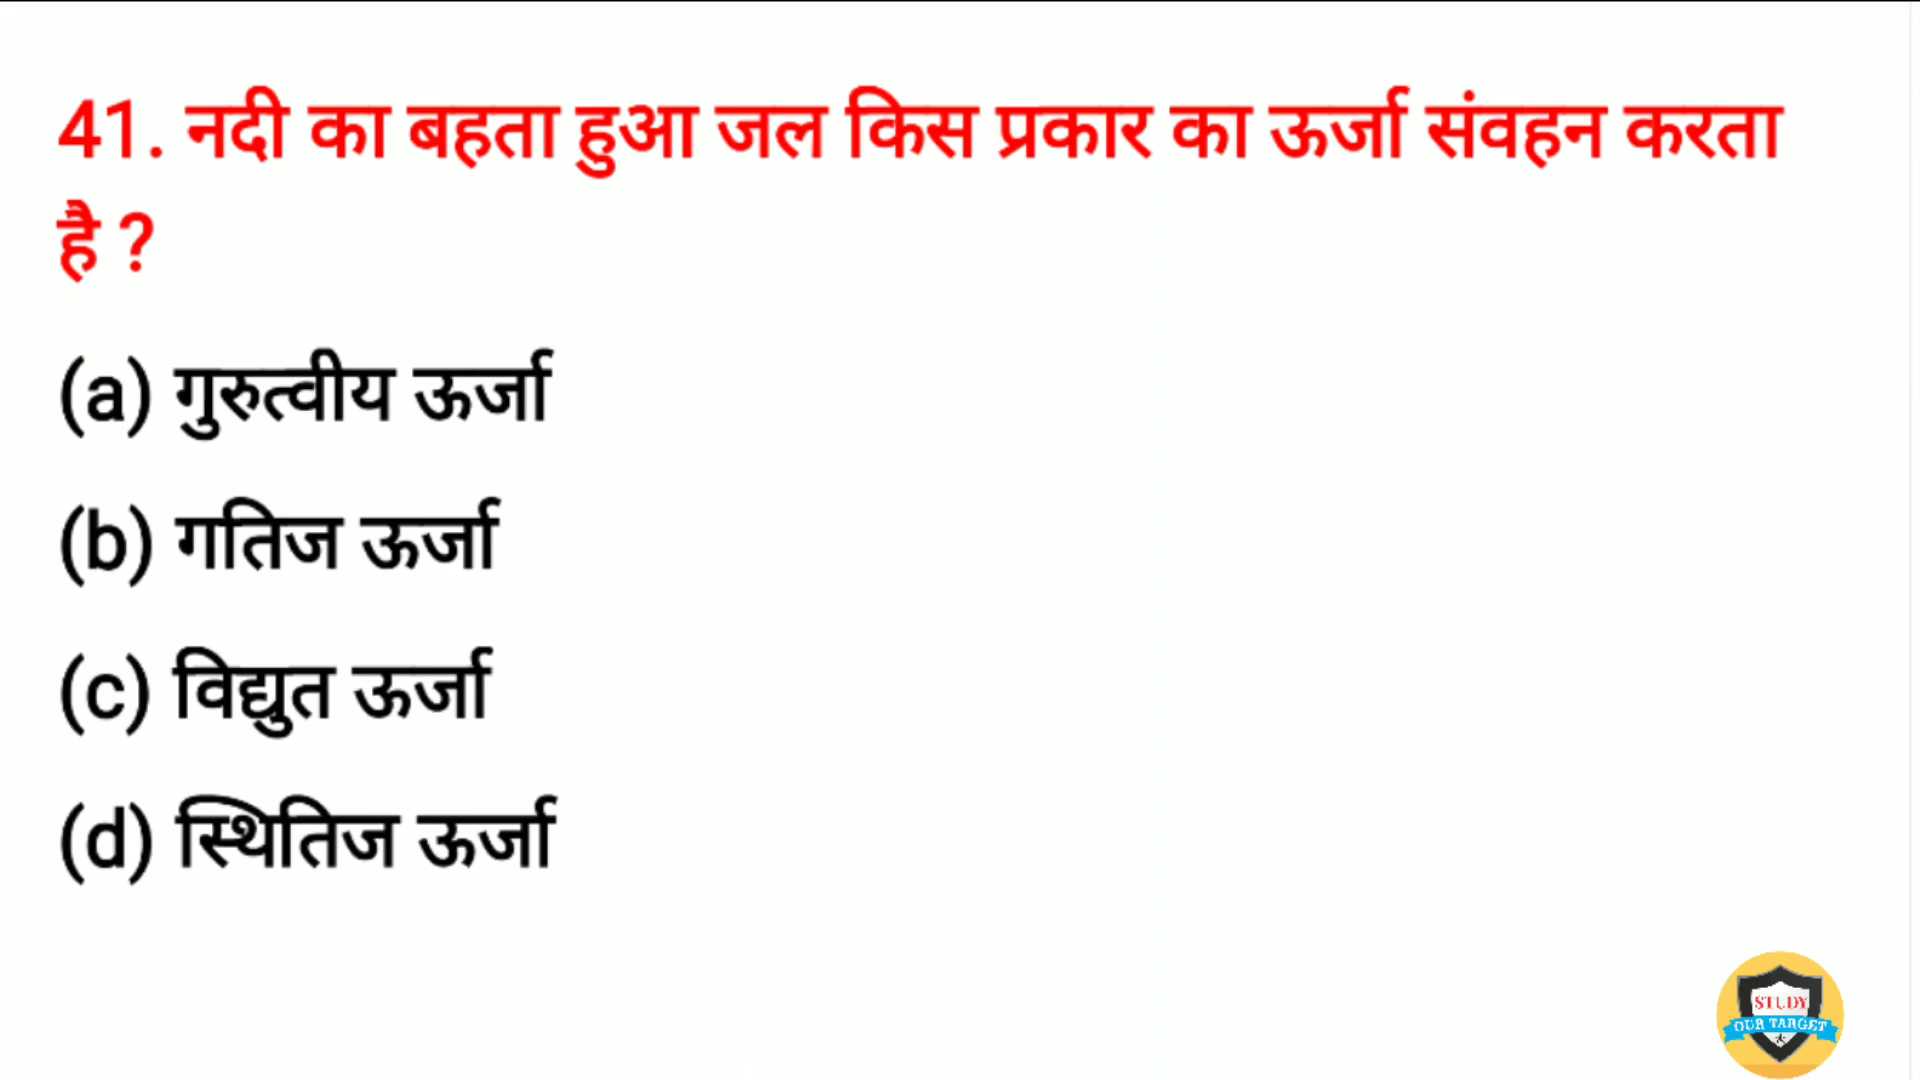 41. नदी का बहता हुआ जल किस प्रकार का ऊर्जा संवहन करता
है ?
(a) गुरुत्वीय ऊर्जा
(b) गतिज ऊर्जा
(c) विद्युत ऊर्जा
(d) स्थितिज ऊर्जा
STUDY
OUR TARGET